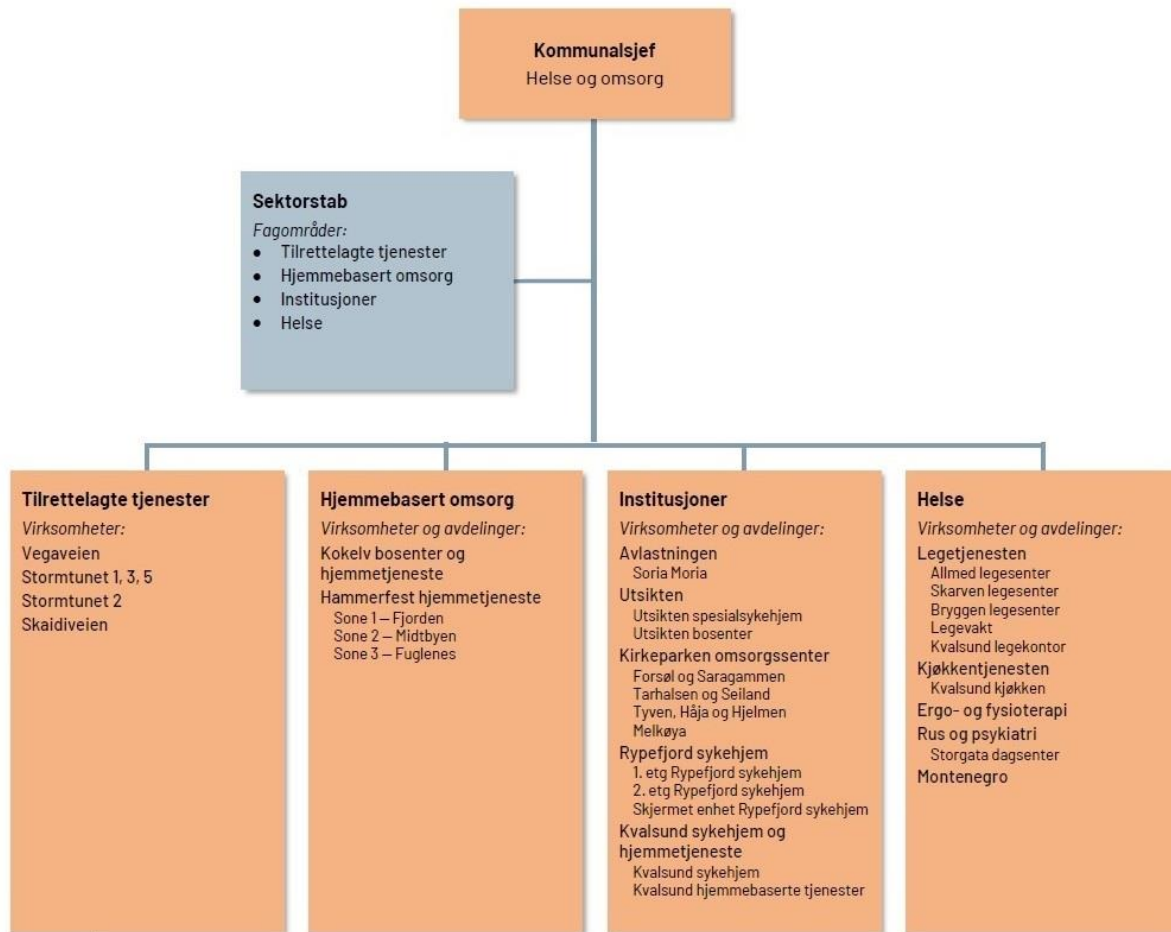 Kommunalsjef
Helse og omsorg
Sektorstab
Fagområder:
• Tilrettelagte tjenester
• Hjemmebasert omsorg
• Institusjoner
• Helse
Tilrettelagte tjenester
Virksomheter:
Vegaveien
Stormtunet 1, 3, 5
Stormtunet 2
Skaidiveien
Hjemmebasert omsorg
Virksomheter og avdelinger:
Kokelv bosenter og
hjemmetjeneste
Hammerfest hjemmetjeneste
Sone 1 – Fjorden
Sone 2 – Midtbyen
Sone 3 – Fuglenes
Institusjoner
Virksomheter og avdelinger:
Avlastningen
Soria Moria
Utsikten
Utsikten spesialsykehjem
Utsikten bosenter
Kirkeparken omsorgssenter
Forsøl og Saragammen
Tarhalsen og Seiland
Tyven, Håja og Hjelmen
Melkøya
Rypefjord sykehjem
1. etg Rypefjord sykehjem
2. etg Rypefjord sykehjem
Skjermet enhet Rypefjord sykehjem
Kvalsund sykehjem og
hjemmetjeneste
Kvalsund sykehjem
Kvalsund hjemmebaserte tjenester
Helse
Virksomheter og avdelinger:
Legetjenesten
Allmed legesenter
Skarven legesenter
Bryggen legesenter
Legevakt
Kvalsund legekontor
Kjøkkentjenesten
Kvalsund kjøkken
Ergo- og fysioterapi
Rus og psykiatri
Storgata dagsenter
Montenegro